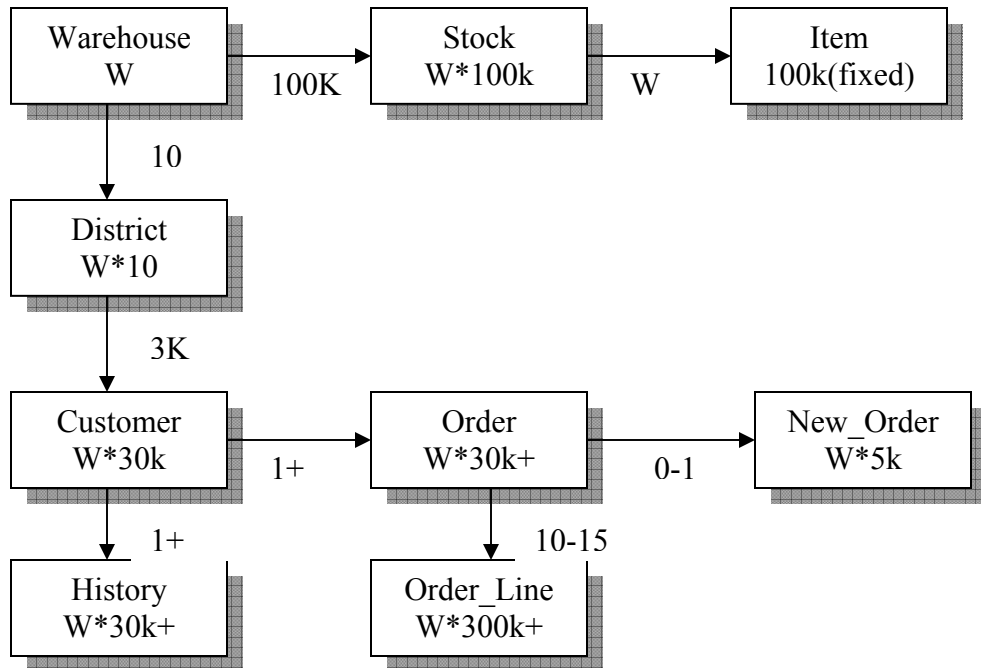 Warehouse
W
100K
Stock
W*100k
W
Item
100k(fixed)
10
District
W*10
3K
Customer
W*30k
1+
Order
W*30k+
0-1
New_Order
W*5k
1+
History
W*30k+
10-15
Order_Line
W*300k+